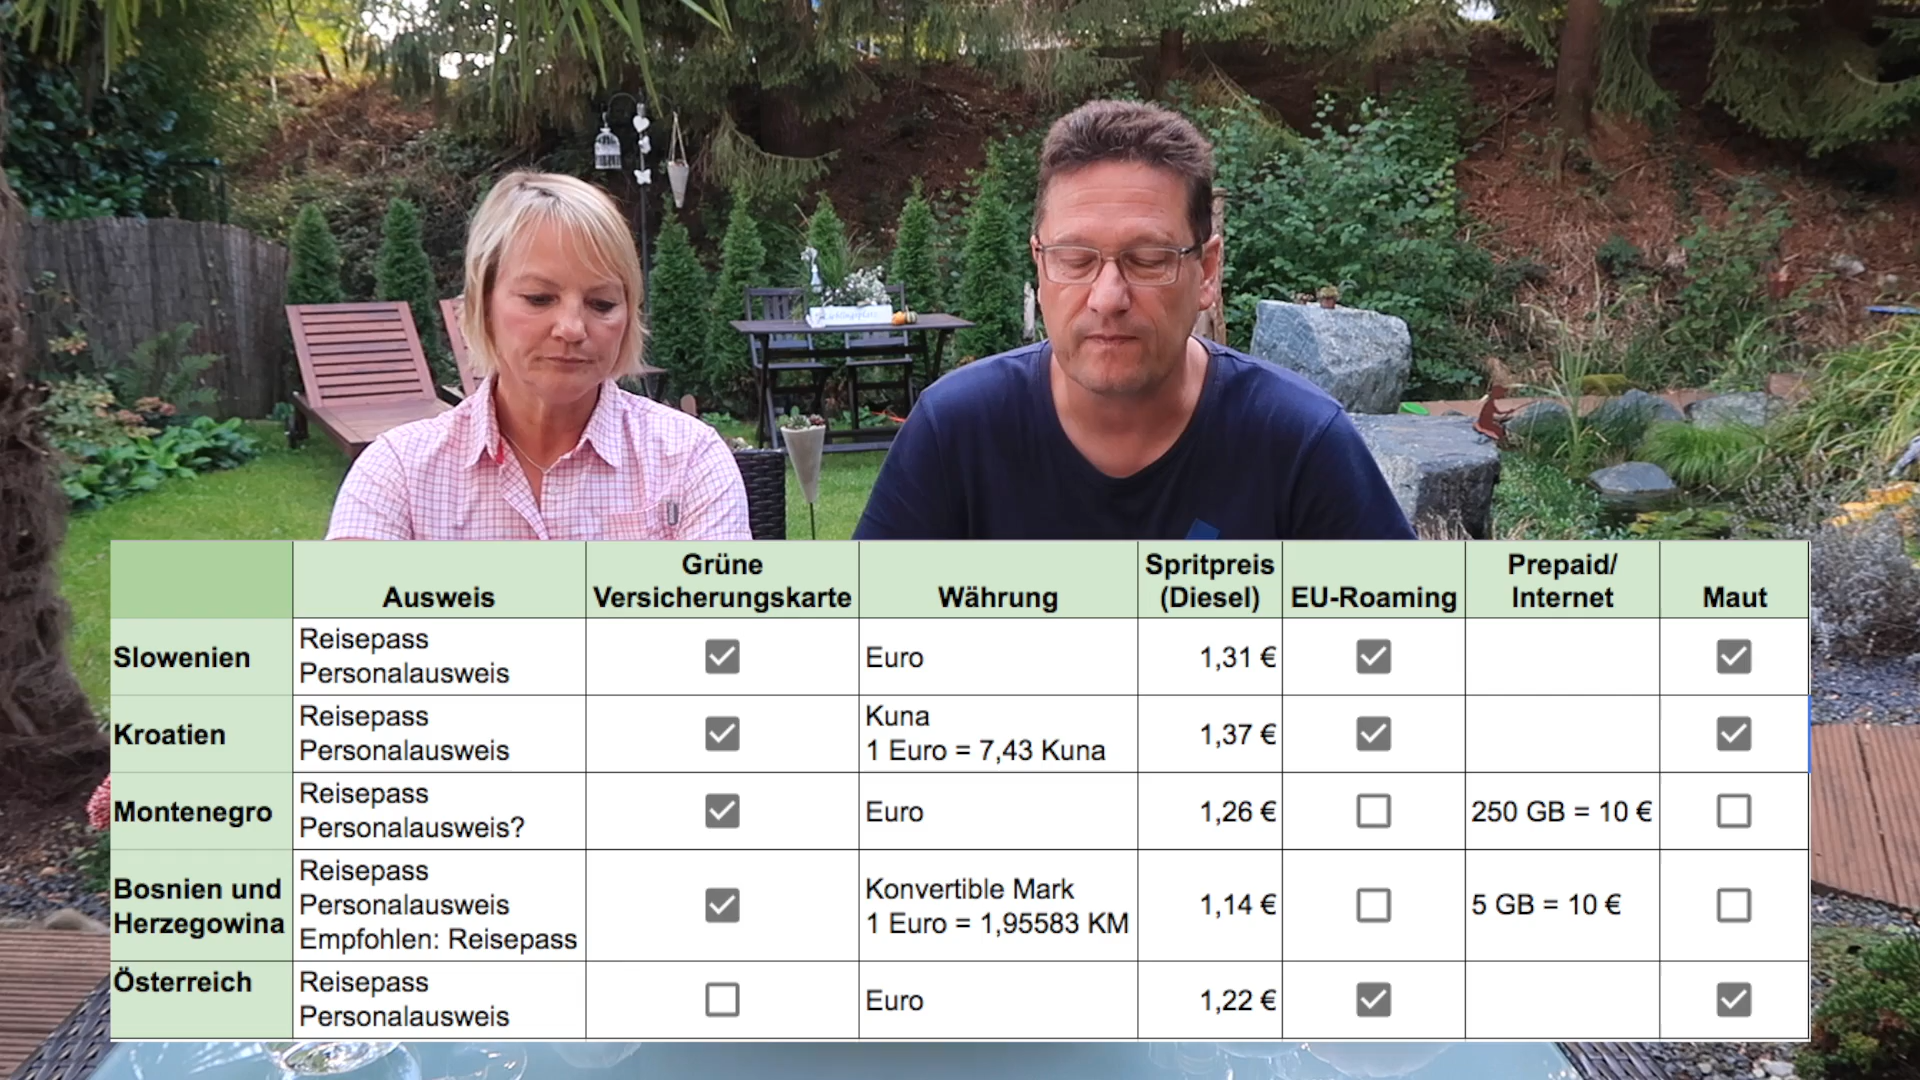 Ausweis
Grüne
Versicherungskarte
Währung
Spritpreis
(Diesel)
EU-Roaming
Prepaid/
Internet
Maut
Slowenien
Reisepass
Personalausweis
Euro
1,31 €
Kroatien
Reisepass
Personalausweis
Kuna
1 Euro = 7,43 Kuna
1,37 €
Montenegro
Reisepass
Personalausweis?
Euro
1,26 €
250 GB = 10 €
Bosnien und
Herzegowina
Reisepass
Personalausweis
Empfohlen: Reisepass
Konvertible Mark
1 Euro = 1,95583 KM
1,14 €
5 GB = 10 €
Österreich
Reisepass
Personalausweis
Euro
1,22 €